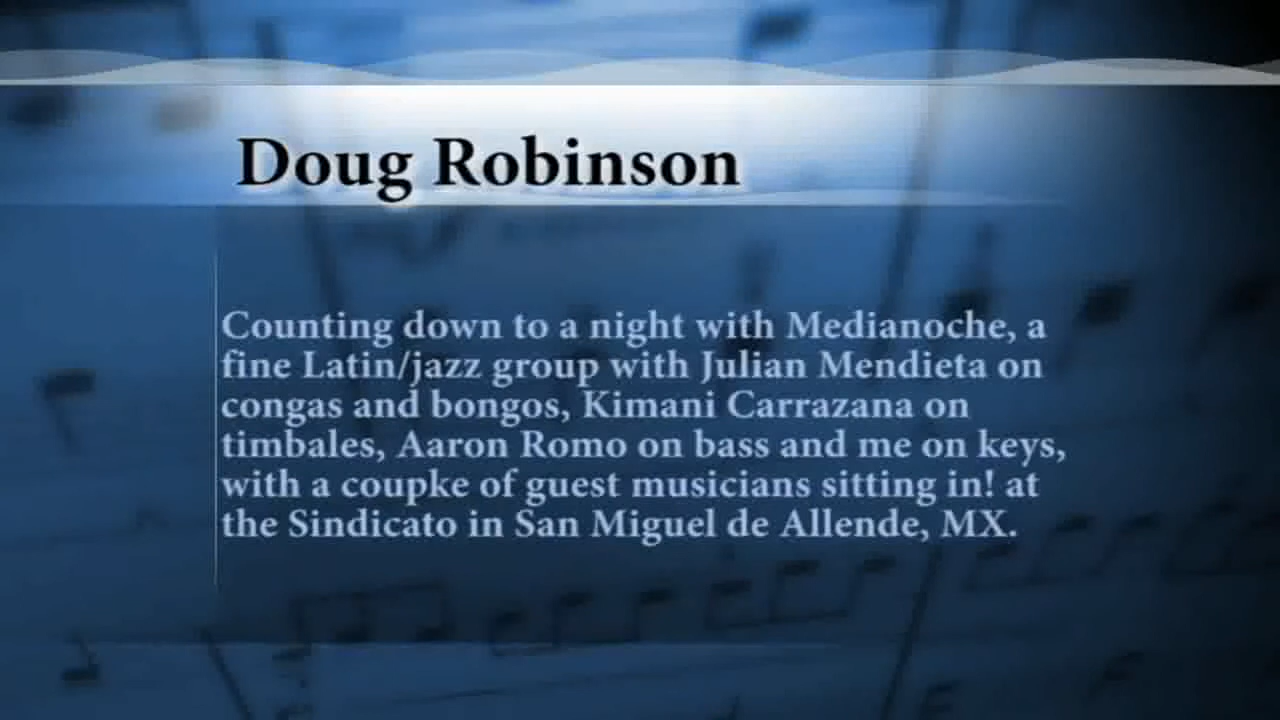 Doug Robinson
Counting down to a night with Medianoche, a
fine Latin/jazz group with Julian Mendieta on
congas and bongos, Kimani Carrazana on
timbales, Aaron Romo on bass and me on keys,
with a coupke of guest musicians sitting in! at
the Sindicato in San Miguel de Allende, MX.